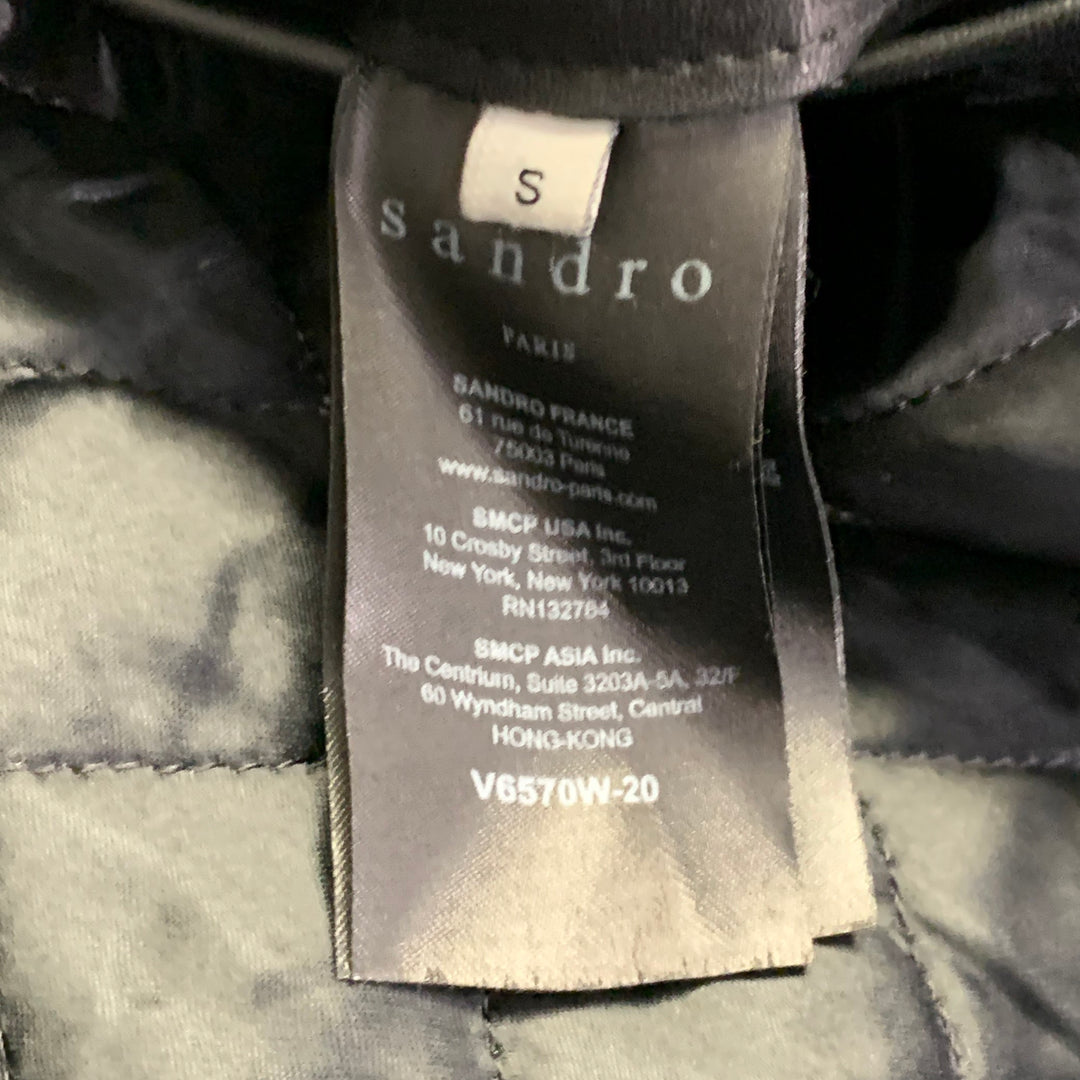 S
sandro
PARIS
SANDRO FRANCE
61 rue de Turenne
75003 Paris
www.sandro-paris.com
SMCP USA Inc.
10 Crosby Street, 3rd Floor
New York, New York 10013
RN132784
SMCP ASIA Inc.
The Centrium, Suite 3203A-5A, 32/F
60 Wyndham Street, Central
HONG-KONG
V6570W-20